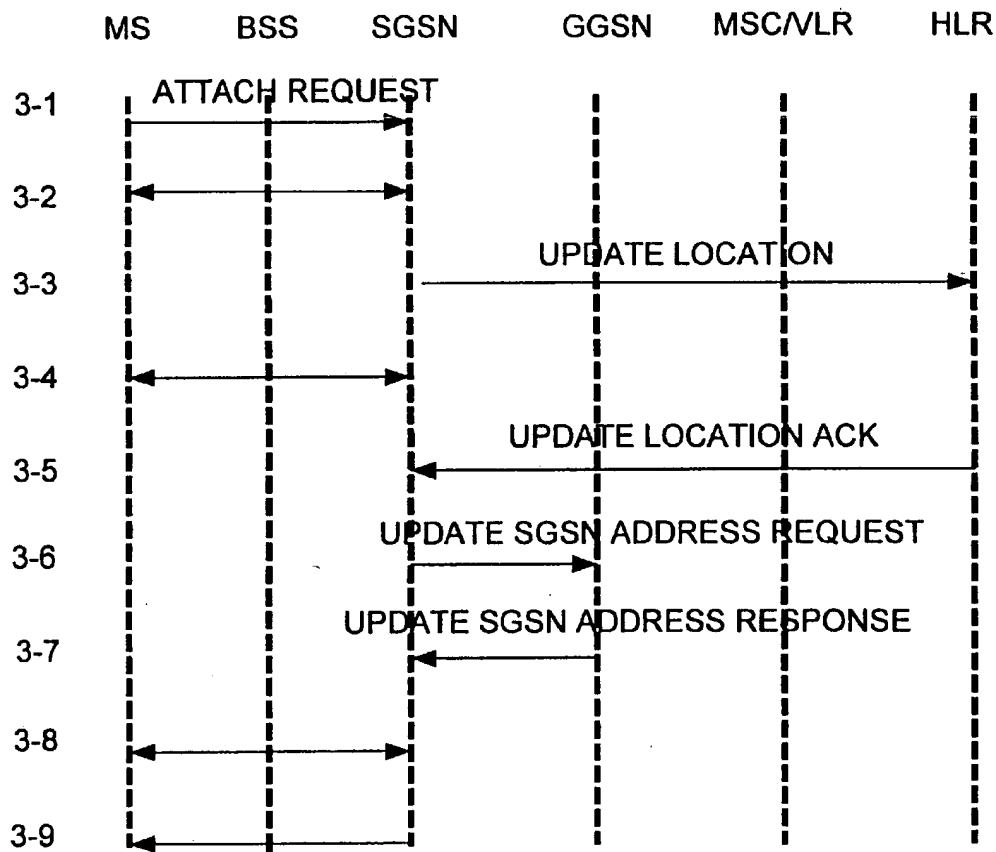 MS BSS SGSN GGSN MSC/VLR HLR
3-1 ATTACH REQUEST
3-2
3-3 UPDATE LOCATION
3-4
3-5 UPDATE LOCATION ACK
3-6 UPDATE SGSN ADDRESS REQUEST
3-7 UPDATE SGSN ADDRESS RESPONSE
3-8
3-9